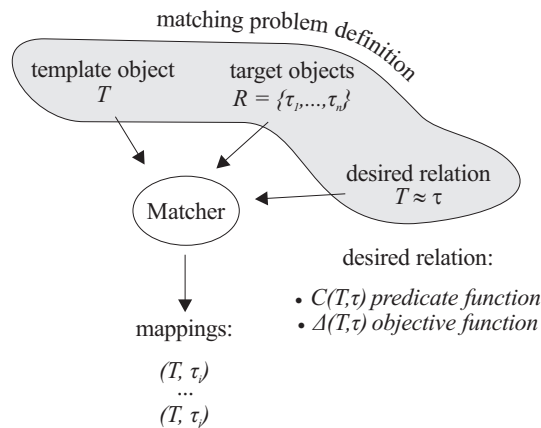 matching problem definition
template object
T
target objects
R = {τ₁,...,τₙ}
desired relation
T ≈ τ
Matcher
desired relation:
• C(T,τ) predicate function
• Δ(T,τ) objective function
mappings:
(T, τᵢ)
...
(T, τᵢ)